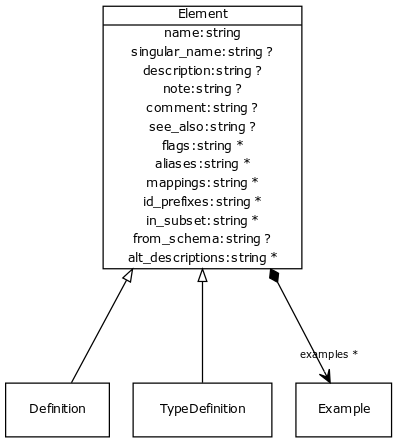 Element
name:string
singular_name:string ?
description:string ?
note:string ?
comment:string ?
see_also:string ?
flags:string *
aliases:string *
mappings:string *
id_prefixes:string *
in_subset:string *
from_schema:string ?
alt_descriptions:string *
examples *
Definition
TypeDefinition
Example